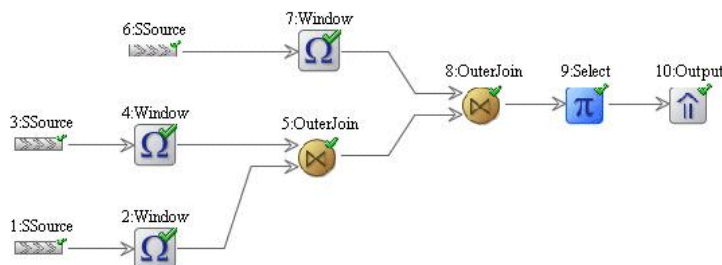 6:SSource
7:Window
8:OuterJoin
9:Select
10:Output
3:SSource
4:Window
5:OuterJoin
1:SSource
2:Window
Ω
Ω
Ω
π